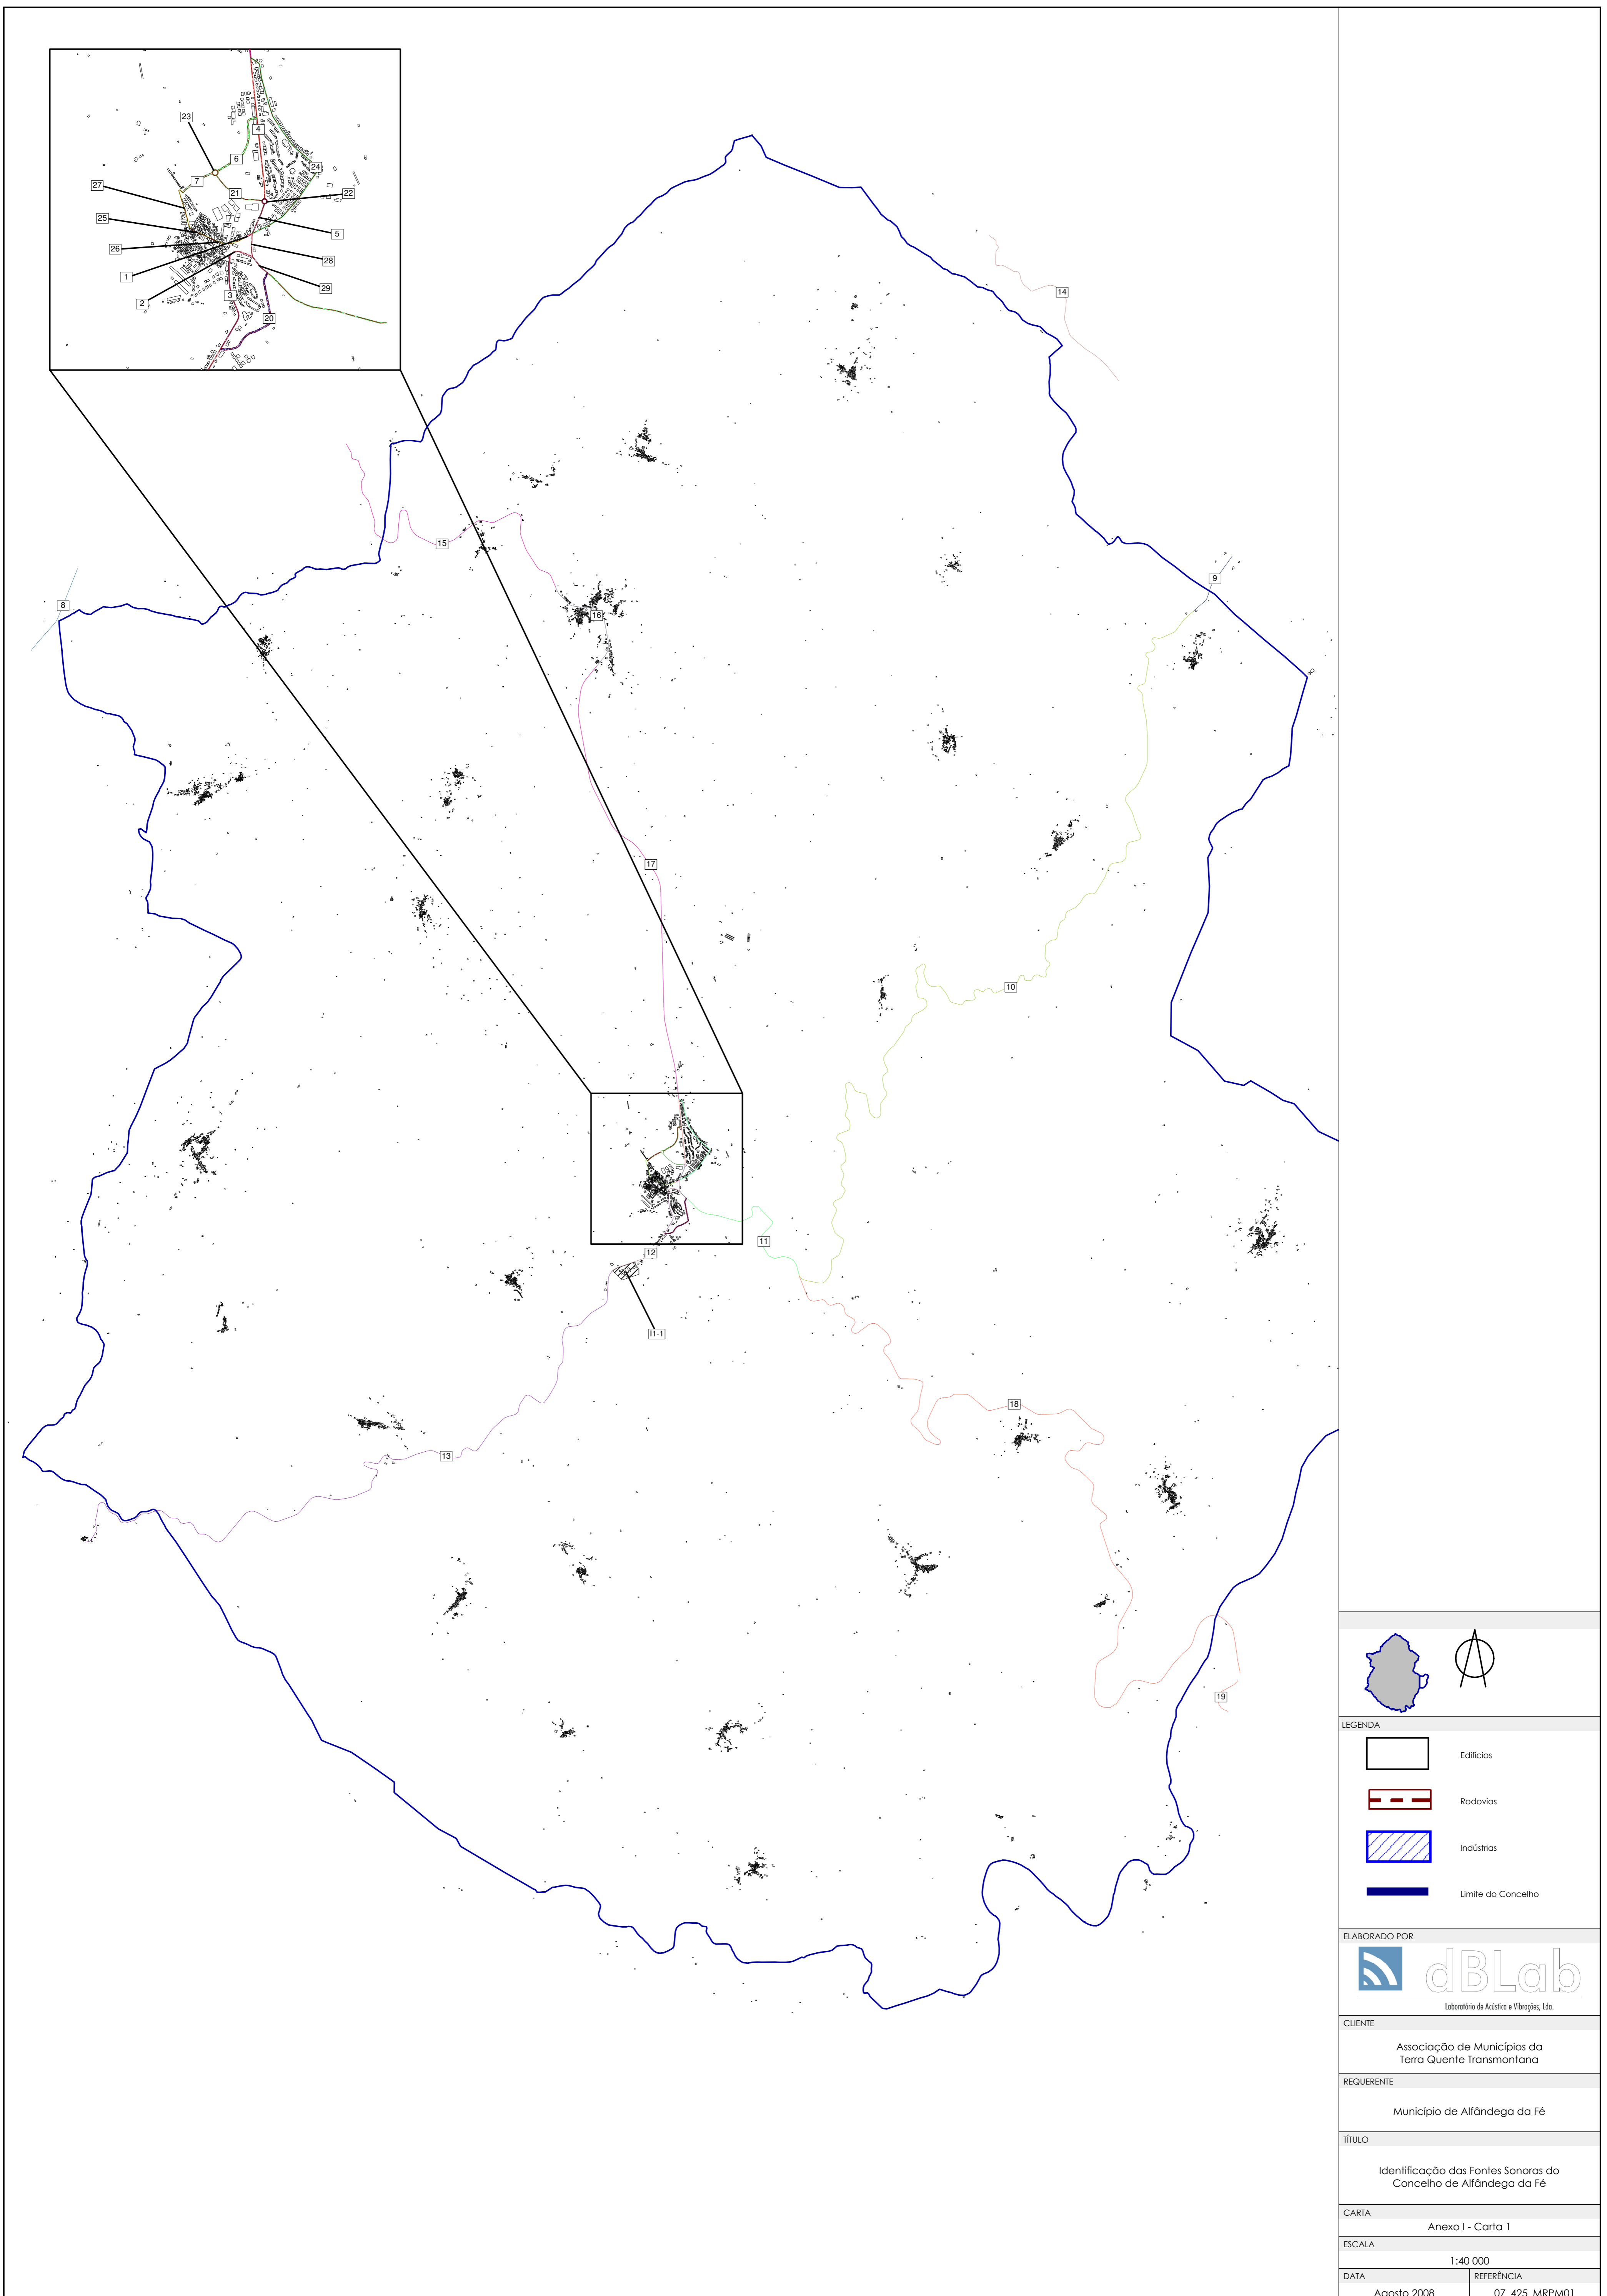 23
4
6
24
7
27
21
22
25
5
26
28
1
29
2
3
20
14
15
9
8
16
17
10
11
12
I1-1
18
13
19
LEGENDA
Edifícios
Rodovias
Indústrias
Limite do Concelho
ELABORADO POR
dBLab
Laboratório de Acústica e Vibrações, Lda.
CLIENTE
Associação de Municípios da
Terra Quente Transmontana
REQUERENTE
Município de Alfândega da Fé
TÍTULO
Identificação das Fontes Sonoras do
Concelho de Alfândega da Fé
CARTA
Anexo I - Carta 1
ESCALA
1:40 000
DATA
REFERÊNCIA
Agosto 2008
07_425_MRPM01